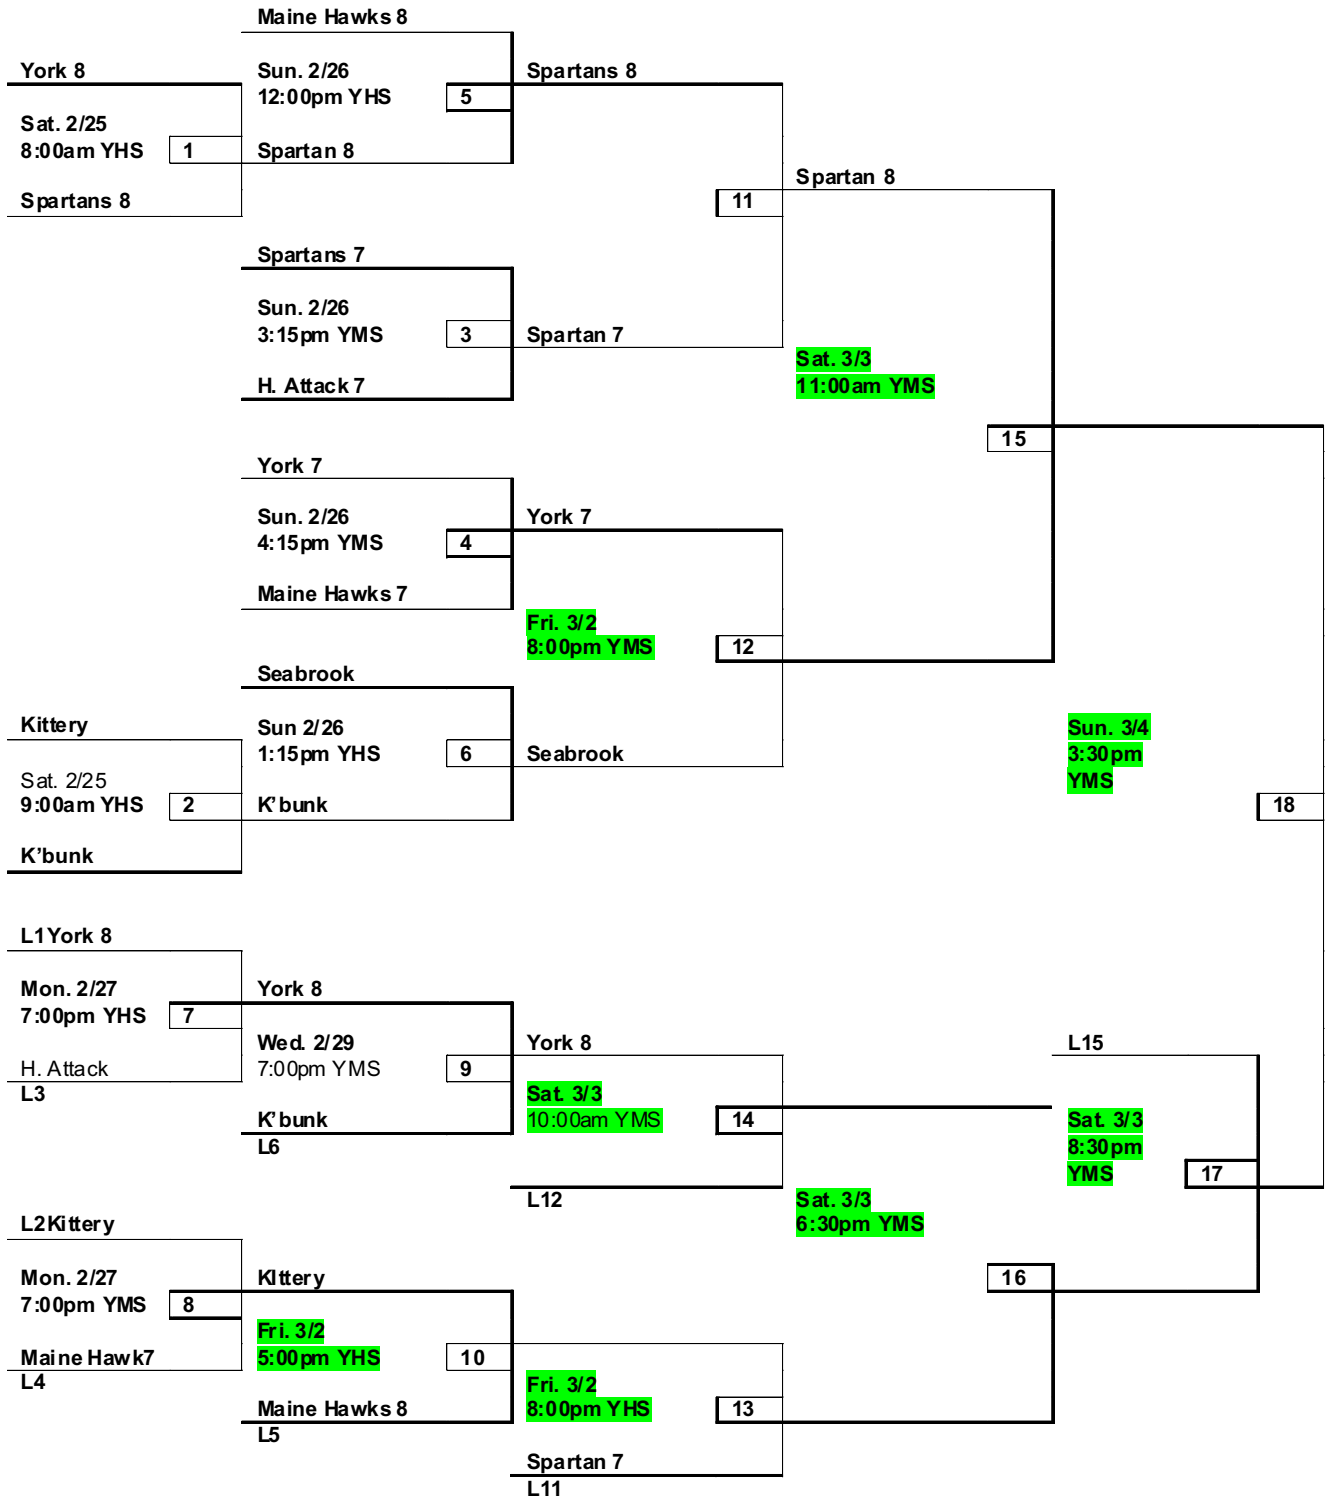 Maine Hawks 8
York 8
Sun. 2/26
Spartans 8
12:00pm YHS
5
Sat. 2/25
8:00am YHS
1
Spartan 8
Spartan 8
Spartans 8
11
Spartans 7
Sun. 2/26
3:15pm YMS
3
Spartan 7
Sat. 3/3
H. Attack 7
11:00am YMS
15
York 7
Sun. 2/26
York 7
4:15pm YMS
4
Maine Hawks 7
Fri. 3/2
8:00pm YMS
12
Seabrook
Kittery
Sun 2/26
Sun. 3/4
1:15pm YHS
6
Seabrook
3:30pm
Sat. 2/25
YMS
9:00am YHS
2
K'bunk
18
K'bunk
L1York 8
Mon. 2/27
York 8
7:00pm YHS
7
Wed. 2/29
York 8
L15
H. Attack
7:00pm YMS
9
L3
Sat. 3/3
K'bunk
10:00am YMS
14
Sat. 3/3
L6
8:30pm
YMS
17
L12
Sat. 3/3
L2Kittery
6:30pm YMS
Mon. 2/27
KIttery
16
7:00pm YMS
8
Fri. 3/2
Maine Hawk7
5:00pm YHS
10
L4
Fri. 3/2
Maine Hawks 8
8:00pm YHS
13
L5
Spartan 7
L11